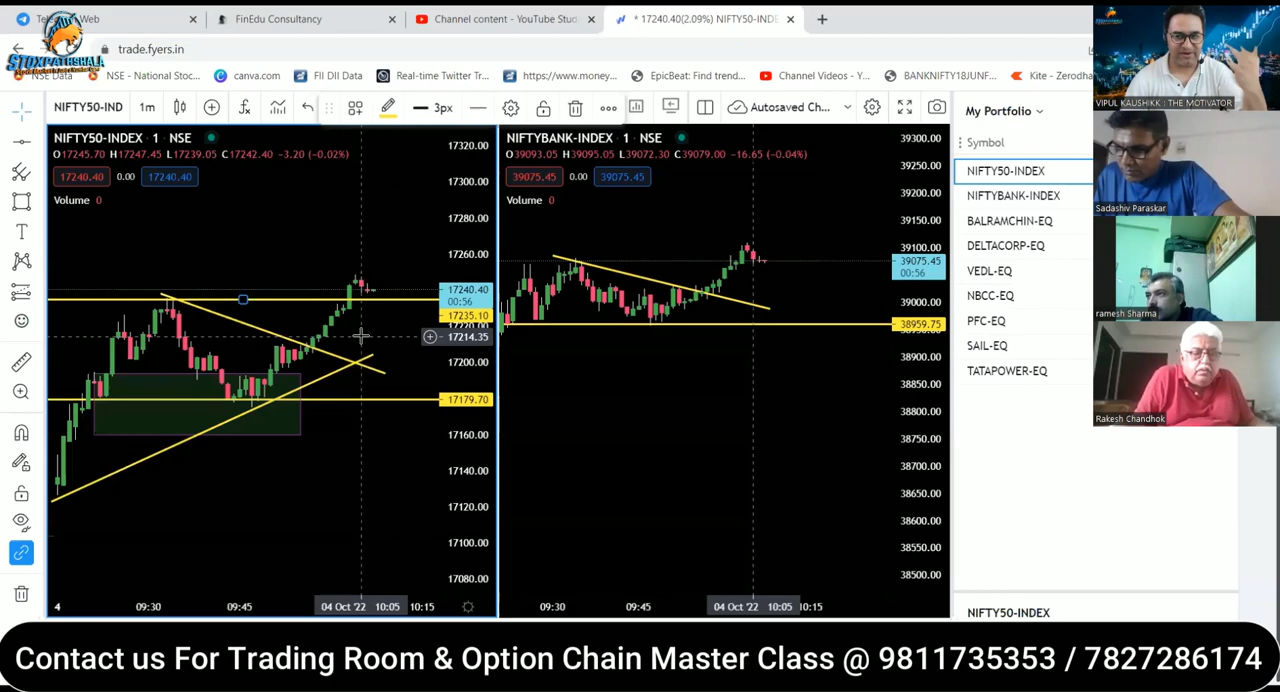 Web
FinEdu Consultancy
Channel content - YouTube Stud
* 17240.40(2.09%) NIFTY50-INDE
STOXPATHSHALA
trade.fyers.in
NSE Data
NSE - National Stoc...
canva.com
FII DII Data
Real-time Twitter Tr...
https://www.money...
EpicBeat: Find trend...
Channel Videos - Y...
BANKNIFTY18JUNF...
Kite - Zerodha
NIFTY50-IND
1m
3px
Autosaved Ch...
My Portfolio
NIFTY50-INDEX · 1 · NSE
O17245.70 H17247.45 L17239.05 C17242.40 -3.20 (-0.02%)
17240.40 0.00 17240.40
Volume 0
17320.00
17300.00
17280.00
17260.00
17240.40
00:56
17235.10
17220.00
17214.35
17200.00
17179.70
17160.00
17140.00
17120.00
17100.00
17080.00
4 09:30 09:45 04 Oct '22 10:05 10:15
NIFTYBANK-INDEX · 1 · NSE
O39093.05 H39095.05 L39072.30 C39079.00 -16.65 (-0.04%)
39075.45 0.00 39075.45
Volume 0
39300.00
39250.00
39200.00
39150.00
39100.00
39075.45
00:56
39000.00
38959.75
38900.00
38850.00
38800.00
38750.00
38700.00
38650.00
38600.00
38550.00
38500.00
09:30 09:45 04 Oct '22 10:05 10:15
Symbol
NIFTY50-INDEX
NIFTYBANK-INDEX
BALRAMCHIN-EQ
DELTACORP-EQ
VEDL-EQ
NBCC-EQ
PFC-EQ
SAIL-EQ
TATAPOWER-EQ
NIFTY50-INDEX
VIPUL KAUSHIKK : THE MOTIVATOR
Sadashiv Paraskar
ramesh Sharma
Rakesh Chandhok
Contact us For Trading Room & Option Chain Master Class @ 9811735353 / 7827286174